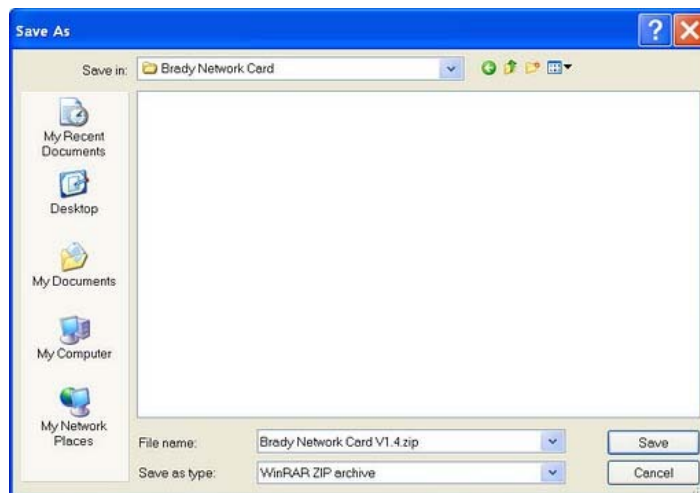 Save As
Save in: Brady Network Card
My Recent
Documents
Desktop
My Documents
My Computer
My Network
Places
File name: Brady Network Card V1.4.zip
Save
Save as type: WinRAR ZIP archive
Cancel